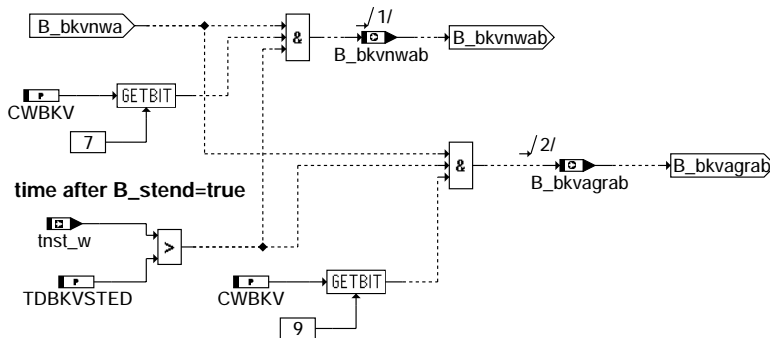 B_bkvnwa
&
/1/
B_bkvnwab
B_bkvnwab
P
CWBKV
GETBIT
7
&
/2/
B_bkvagrab
B_bkvagrab
time after B_stend=true
tnst_w
>
P
TDBKVSTED
P
CWBKV
GETBIT
9